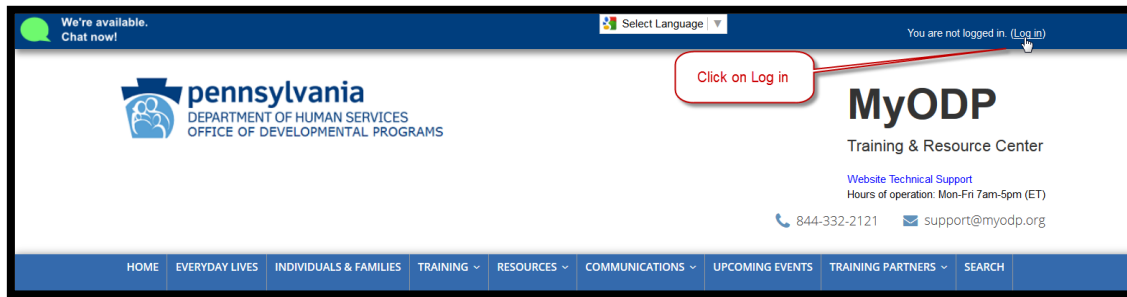 We're available.
Chat now!
Select Language ▼
You are not logged in. (Log in)
Click on Log in
pennsylvania
DEPARTMENT OF HUMAN SERVICES
OFFICE OF DEVELOPMENTAL PROGRAMS
MyODP
Training & Resource Center
Website Technical Support
Hours of operation: Mon-Fri 7am-5pm (ET)
844-332-2121 support@myodp.org
HOME EVERYDAY LIVES INDIVIDUALS & FAMILIES TRAINING RESOURCES COMMUNICATIONS UPCOMING EVENTS TRAINING PARTNERS SEARCH